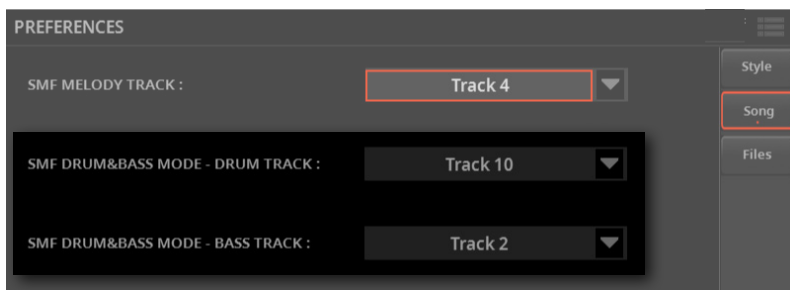 PREFERENCES
SMF MELODY TRACK :
Track 4
Style
Song
SMF DRUM&BASS MODE - DRUM TRACK :
Track 10
Files
SMF DRUM&BASS MODE - BASS TRACK :
Track 2